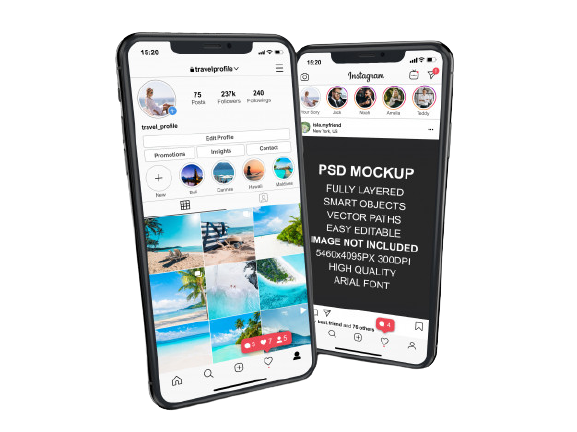 15:20
travelprofile
75 237k 240
Posts Followers Followings
travel_profile
Edit Profile
Promotions Insights Contact
New Bali Hawaii Maldives
5 7 5
15:20
Instagram
Your Story Jack Noah Amelia Teddy
New York, US
PSD MOCKUP
FULLY LAYERED
SMART OBJECTS
VECTOR PATHS
EASY EDITABLE
IMAGE NOT INCLUDED
5460x4095PX 300DPI
HIGH QUALITY
ARIAL FONT
best.friend and 76 others
4